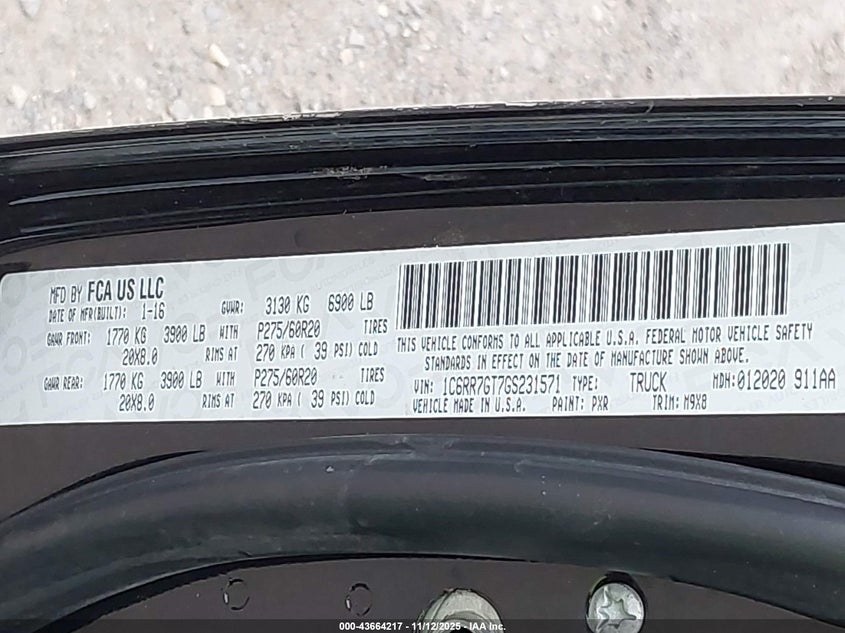 MFD BY FCA US LLC
DATE OF MFR(BUILT): 1-16 GVWR: 3130 KG 6900 LB
GAWR FRONT: 1770 KG 3900 LB WITH P275/60R20 TIRES
20X8.0 RIMS AT 270 KPA ( 39 PSI) COLD
GAWR REAR: 1770 KG 3900 LB WITH P275/60R20 TIRES
20X8.0 RIMS AT 270 KPA ( 39 PSI) COLD
THIS VEHICLE CONFORMS TO ALL APPLICABLE U.S.A. FEDERAL MOTOR VEHICLE SAFETY
STANDARDS IN EFFECT ON THE DATE OF MANUFACTURE SHOWN ABOVE.
VIN: 1C6RR7GT7GS231571 TYPE: TRUCK MDH:012020 911AA
VEHICLE MADE IN U.S.A. PAINT: PXR TRIM: M9X8
000-43664217 - 11/12/2025 - IAA Inc.